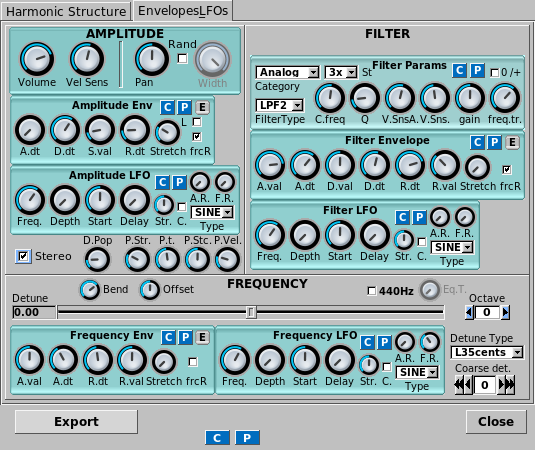 Harmonic Structure EnvelopesLFOs
AMPLITUDE
Volume Vel Sens Pan Rand Width
Amplitude Env C P E
A.dt D.dt S.val R.dt Stretch L frcR
Amplitude LFO C P
Freq. Depth Start Delay Str. C. A.R. F.R.
SINE
Type
Stereo D.Pop P.Str. P.t. P.Stc. P.Vel.
FILTER
Filter Params C P 0 /+
Analog 3x St
Category
LPF2
FilterType C.freq Q V.SnsA. V.Sns. gain freq.tr.
Filter Envelope C P E
A.val A.dt D.val D.dt R.dt R.val Stretch frcR
Filter LFO C P
Freq. Depth Start Delay Str. C. A.R. F.R.
SINE
Type
FREQUENCY
Bend Offset 440Hz Eq.T.
Detune
0.00
Octave
0
Frequency Env C P E
A.val A.dt R.dt R.val Stretch frcR
Frequency LFO C P
Freq. Depth Start Delay Str. C. A.R. F.R.
SINE
Type
Detune Type
L35cents
Coarse det.
0
Export C P Close